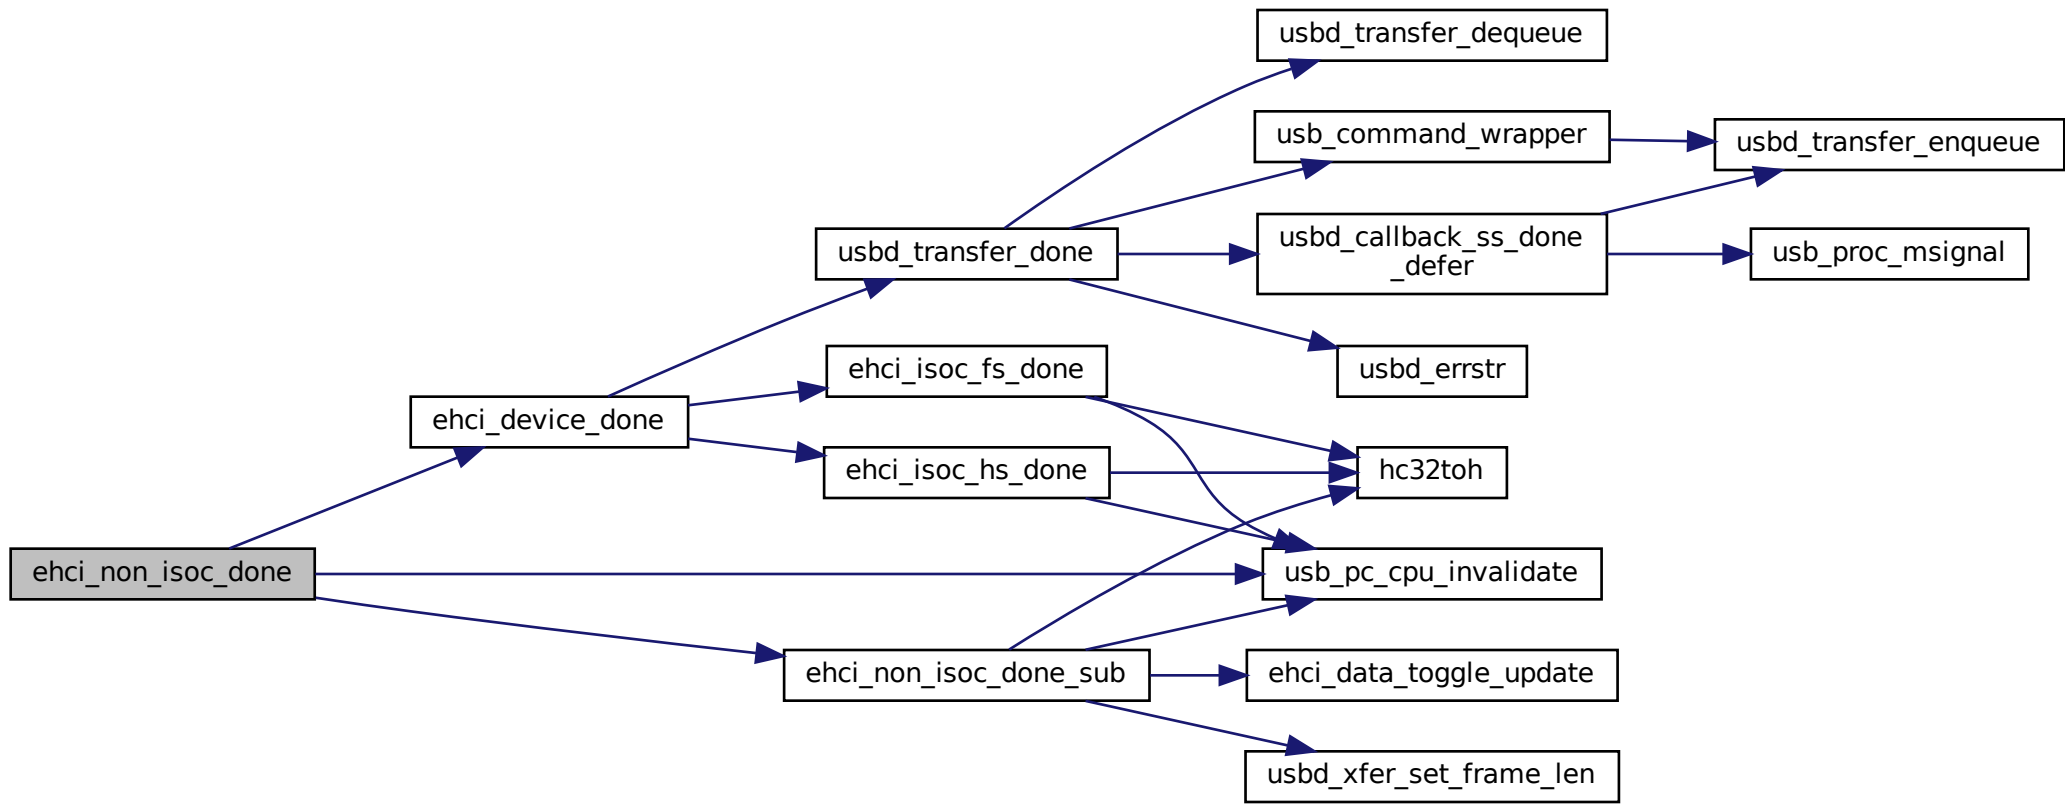 ehci_non_isoc_done
ehci_device_done
usbd_transfer_done
usbd_transfer_dequeue
usb_command_wrapper
usbd_transfer_enqueue
usbd_callback_ss_done
_defer
usb_proc_msignal
usbd_errstr
ehci_isoc_fs_done
ehci_isoc_hs_done
hc32toh
usb_pc_cpu_invalidate
ehci_non_isoc_done_sub
ehci_data_toggle_update
usbd_xfer_set_frame_len